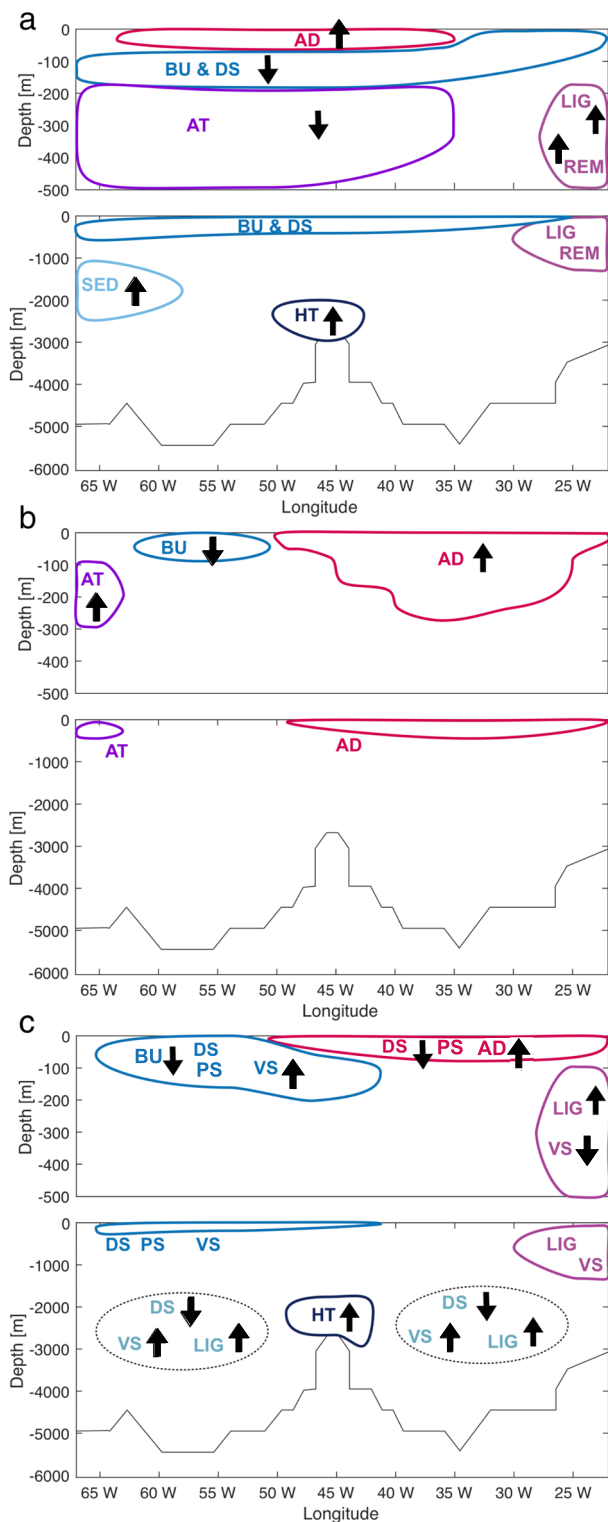 a
0
AD
-100
BU & DS
-200
LIG
AT
-300
-400
REM
-500
0
BU & DS
LIG
REM
-1000
SED
-2000
HT
-3000
-4000
-5000
-6000
Depth [m]
Depth [m]
65 W 60 W 55 W 50 W 45 W 40 W 35 W 30 W 25 W
Longitude
b
0
BU
AD
-100
AT
-200
-300
-400
-500
0
AT
AD
-1000
-2000
-3000
-4000
-5000
-6000
Depth [m]
Depth [m]
65 W 60 W 55 W 50 W 45 W 40 W 35 W 30 W 25 W
Longitude
c
0
BU DS PS VS
DS PS AD
-100
-200
LIG
-300
VS
-400
-500
0
DS PS VS
LIG
VS
-1000
DS
DS
-2000
HT
VS LIG
VS LIG
-3000
-4000
-5000
-6000
Depth [m]
Depth [m]
65 W 60 W 55 W 50 W 45 W 40 W 35 W 30 W 25 W
Longitude